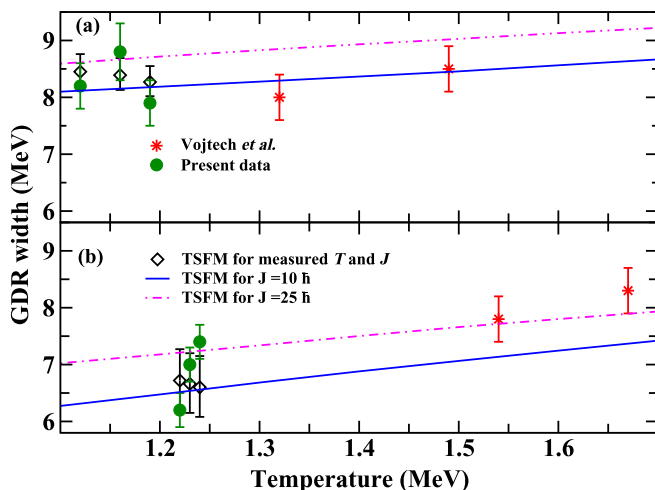 (a)
9
8
7
6
Vojtech et al.
Present data
GDR width (MeV)
(b)
9
8
7
6
TSFM for measured T and J
TSFM for J =10 ħ
TSFM for J =25 ħ
1.2 1.3 1.4 1.5 1.6
Temperature (MeV)